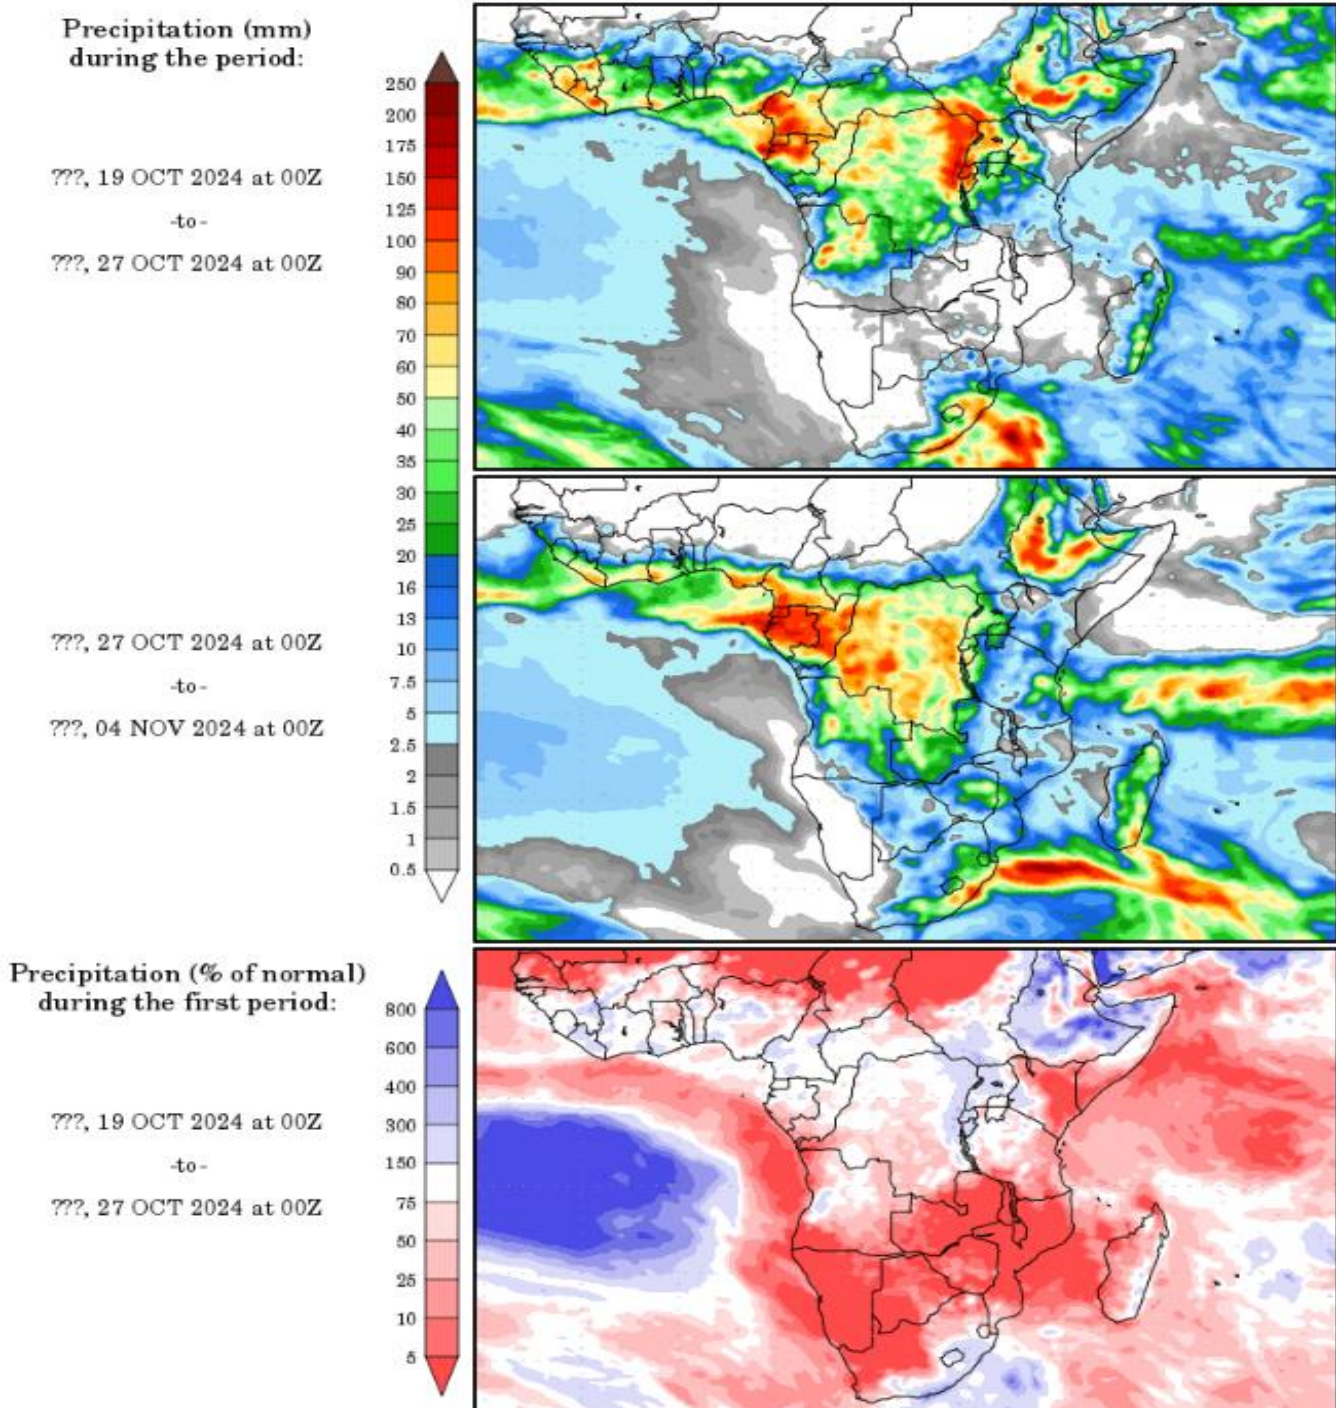 Precipitation (mm)
during the period:
250
200
175
150
125
100
90
80
70
60
50
40
35
30
25
20
16
13
10
7.5
5
2.5
2
1.5
1
0.5
???, 19 OCT 2024 at 00Z
-to-
???, 27 OCT 2024 at 00Z
???, 27 OCT 2024 at 00Z
-to-
???, 04 NOV 2024 at 00Z
Precipitation (% of normal)
during the first period:
800
600
400
300
150
75
50
25
10
5
???, 19 OCT 2024 at 00Z
-to-
???, 27 OCT 2024 at 00Z